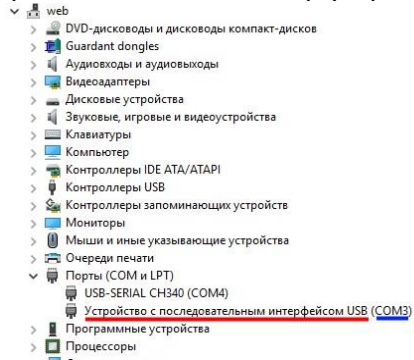 web
DVD-дисководы и дисководы компакт-дисков
Guardant dongles
Аудиовходы и аудиовыходы
Видеоадаптеры
Дисковые устройства
Звуковые, игровые и видеоустройства
Клавиатуры
Компьютер
Контроллеры IDE ATA/ATAPI
Контроллеры USB
Контроллеры запоминающих устройств
Мониторы
Мыши и иные указывающие устройства
Очереди печати
Порты (COM и LPT)
USB-SERIAL CH340 (COM4)
Устройство с последовательным интерфейсом USB (COM3)
Программные устройства
Процессоры